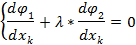 {dφ₁/dxₖ + λ * dφ₂/dxₖ = 0